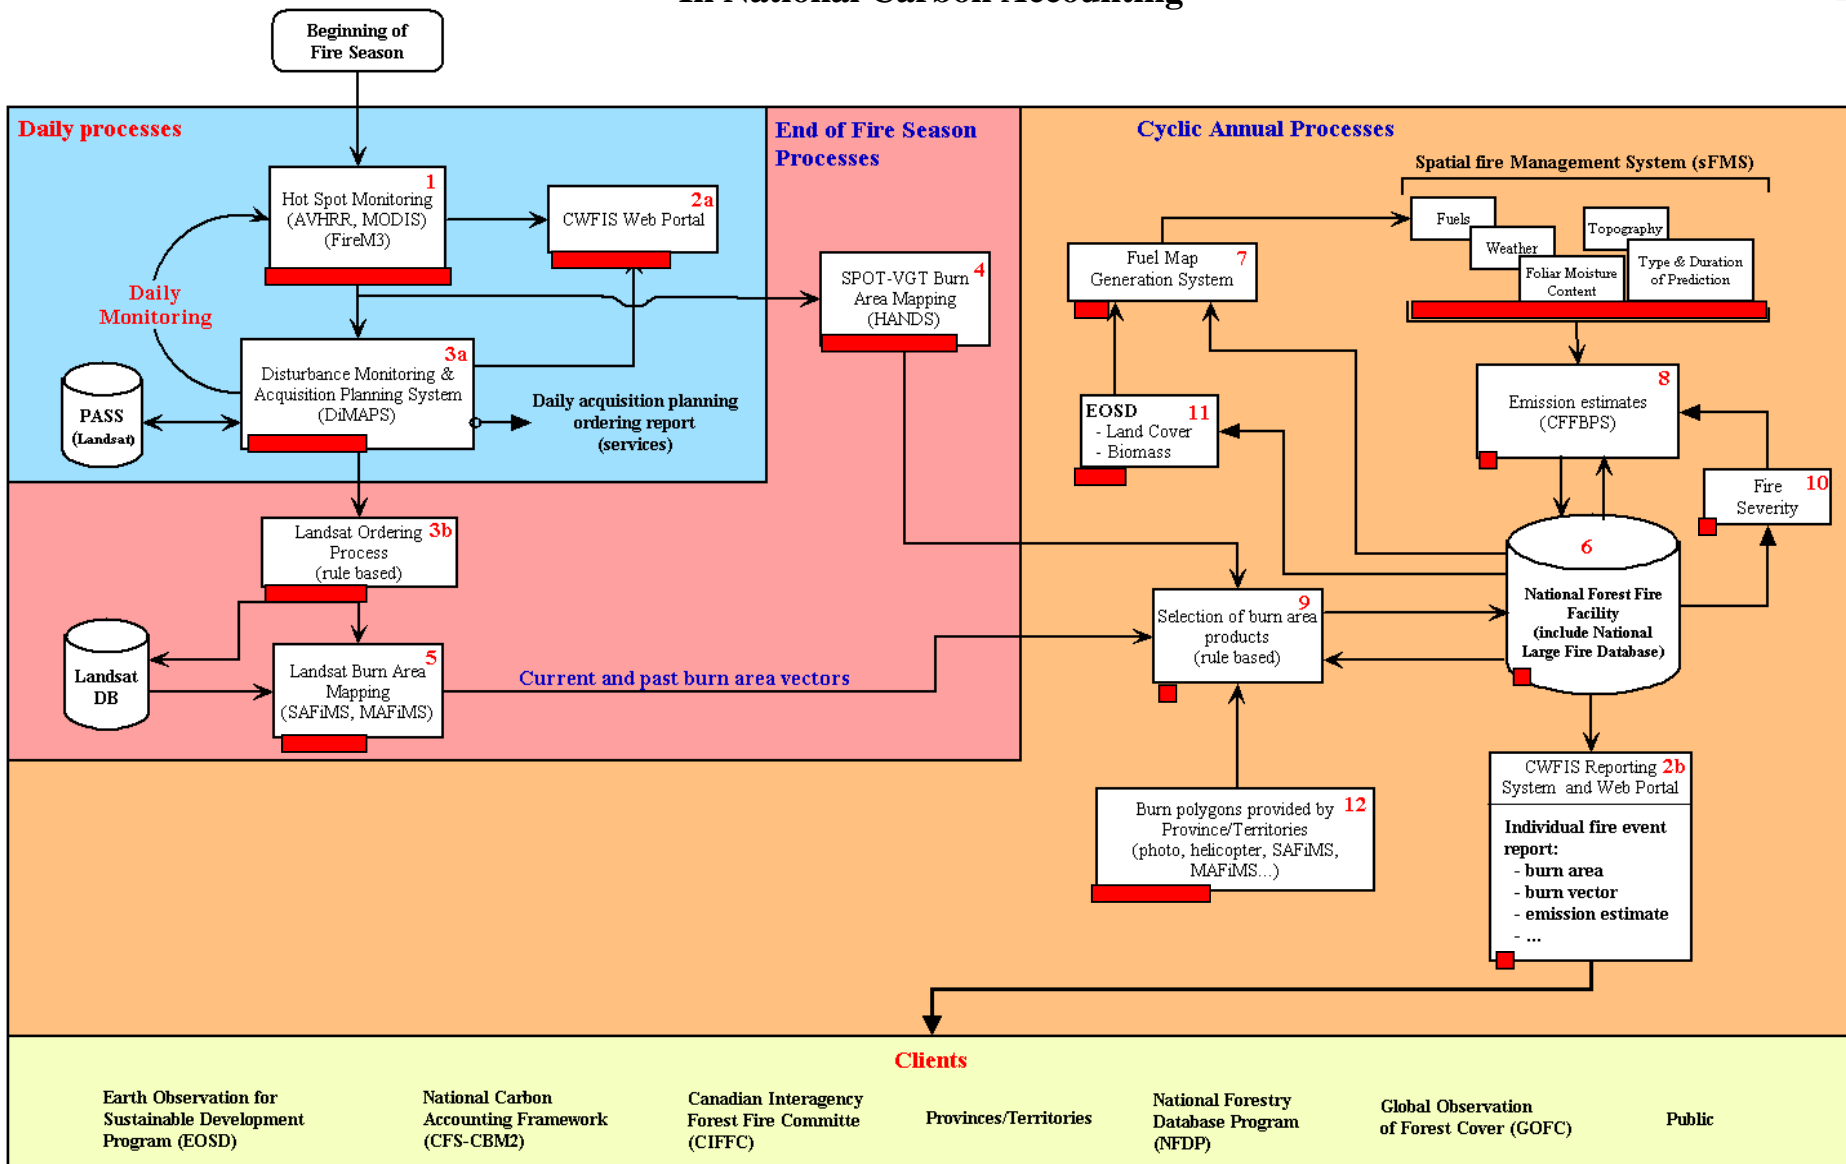 In National Carbon Accounting
Beginning of
Fire Season
Daily processes
End of Fire Season
Processes
Cyclic Annual Processes
Spatial fire Management System (sFMS)
1
Hot Spot Monitoring
(AVHRR, MODIS)
(FireM3)
2a
CWFIS Web Portal
Daily
Monitoring
3a
Disturbance Monitoring &
Acquisition Planning System
(DiMAPS)
PASS
(Landsat)
Daily acquisition planning
ordering report
(services)
4
SPOT-VGT Burn
Area Mapping
(HANDS)
7
Fuel Map
Generation System
Fuels
Weather
Foliar Moisture
Content
Topography
Type & Duration
of Prediction
8
Emission estimates
(CFFBPS)
EOSD 11
- Land Cover
- Biomass
10
Fire
Severity
3b
Landsat Ordering
Process
(rule based)
Landsat
DB
5
Landsat Burn Area
Mapping
(SAFiMS, MAFiMS)
Current and past burn area vectors
9
Selection of burn area
products
(rule based)
6
National Forest Fire
Facility
(include National
Large Fire Database)
12
Burn polygons provided by
Province/Territories
(photo, helicopter, SAFiMS,
MAFiMS...)
CWFIS Reporting 2b
System and Web Portal
Individual fire event
report:
- burn area
- burn vector
- emission estimate
- ...
Clients
Earth Observation for
Sustainable Development
Program (EOSD)
National Carbon
Accounting Framework
(CFS-CBM2)
Canadian Interagency
Forest Fire Committe
(CIFFC)
Provinces/Territories
National Forestry
Database Program
(NFDP)
Global Observation
of Forest Cover (GOFC)
Public